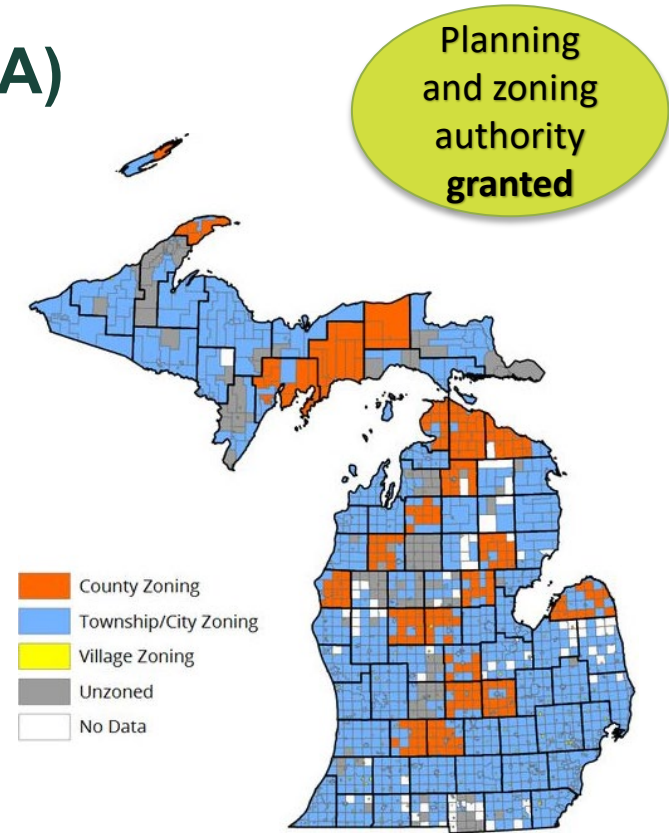 A)
Planning
and zoning
authority
granted
County Zoning
Township/City Zoning
Village Zoning
Unzoned
No Data